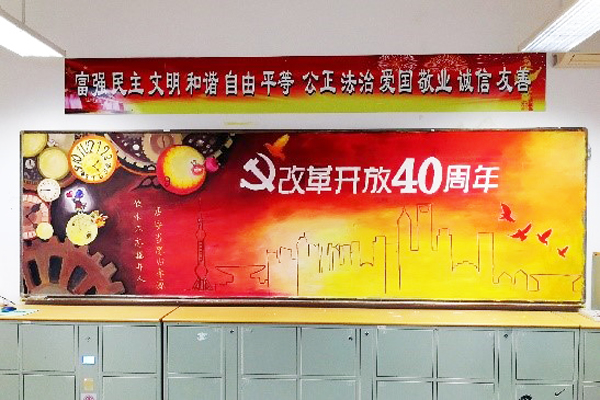 富强 民主 文明 和谐 自由 平等 公正 法治 爱国 敬业 诚信 友善
改革开放40周年